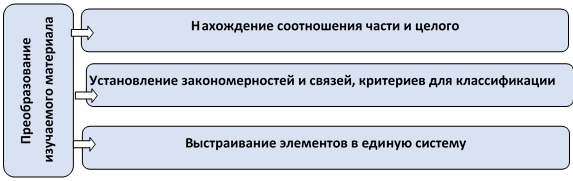 Преобразование
изучаемого материала
Нахождение соотношения части и целого
Установление закономерностей и связей, критериев для классификации
Выстраивание элементов в единую систему